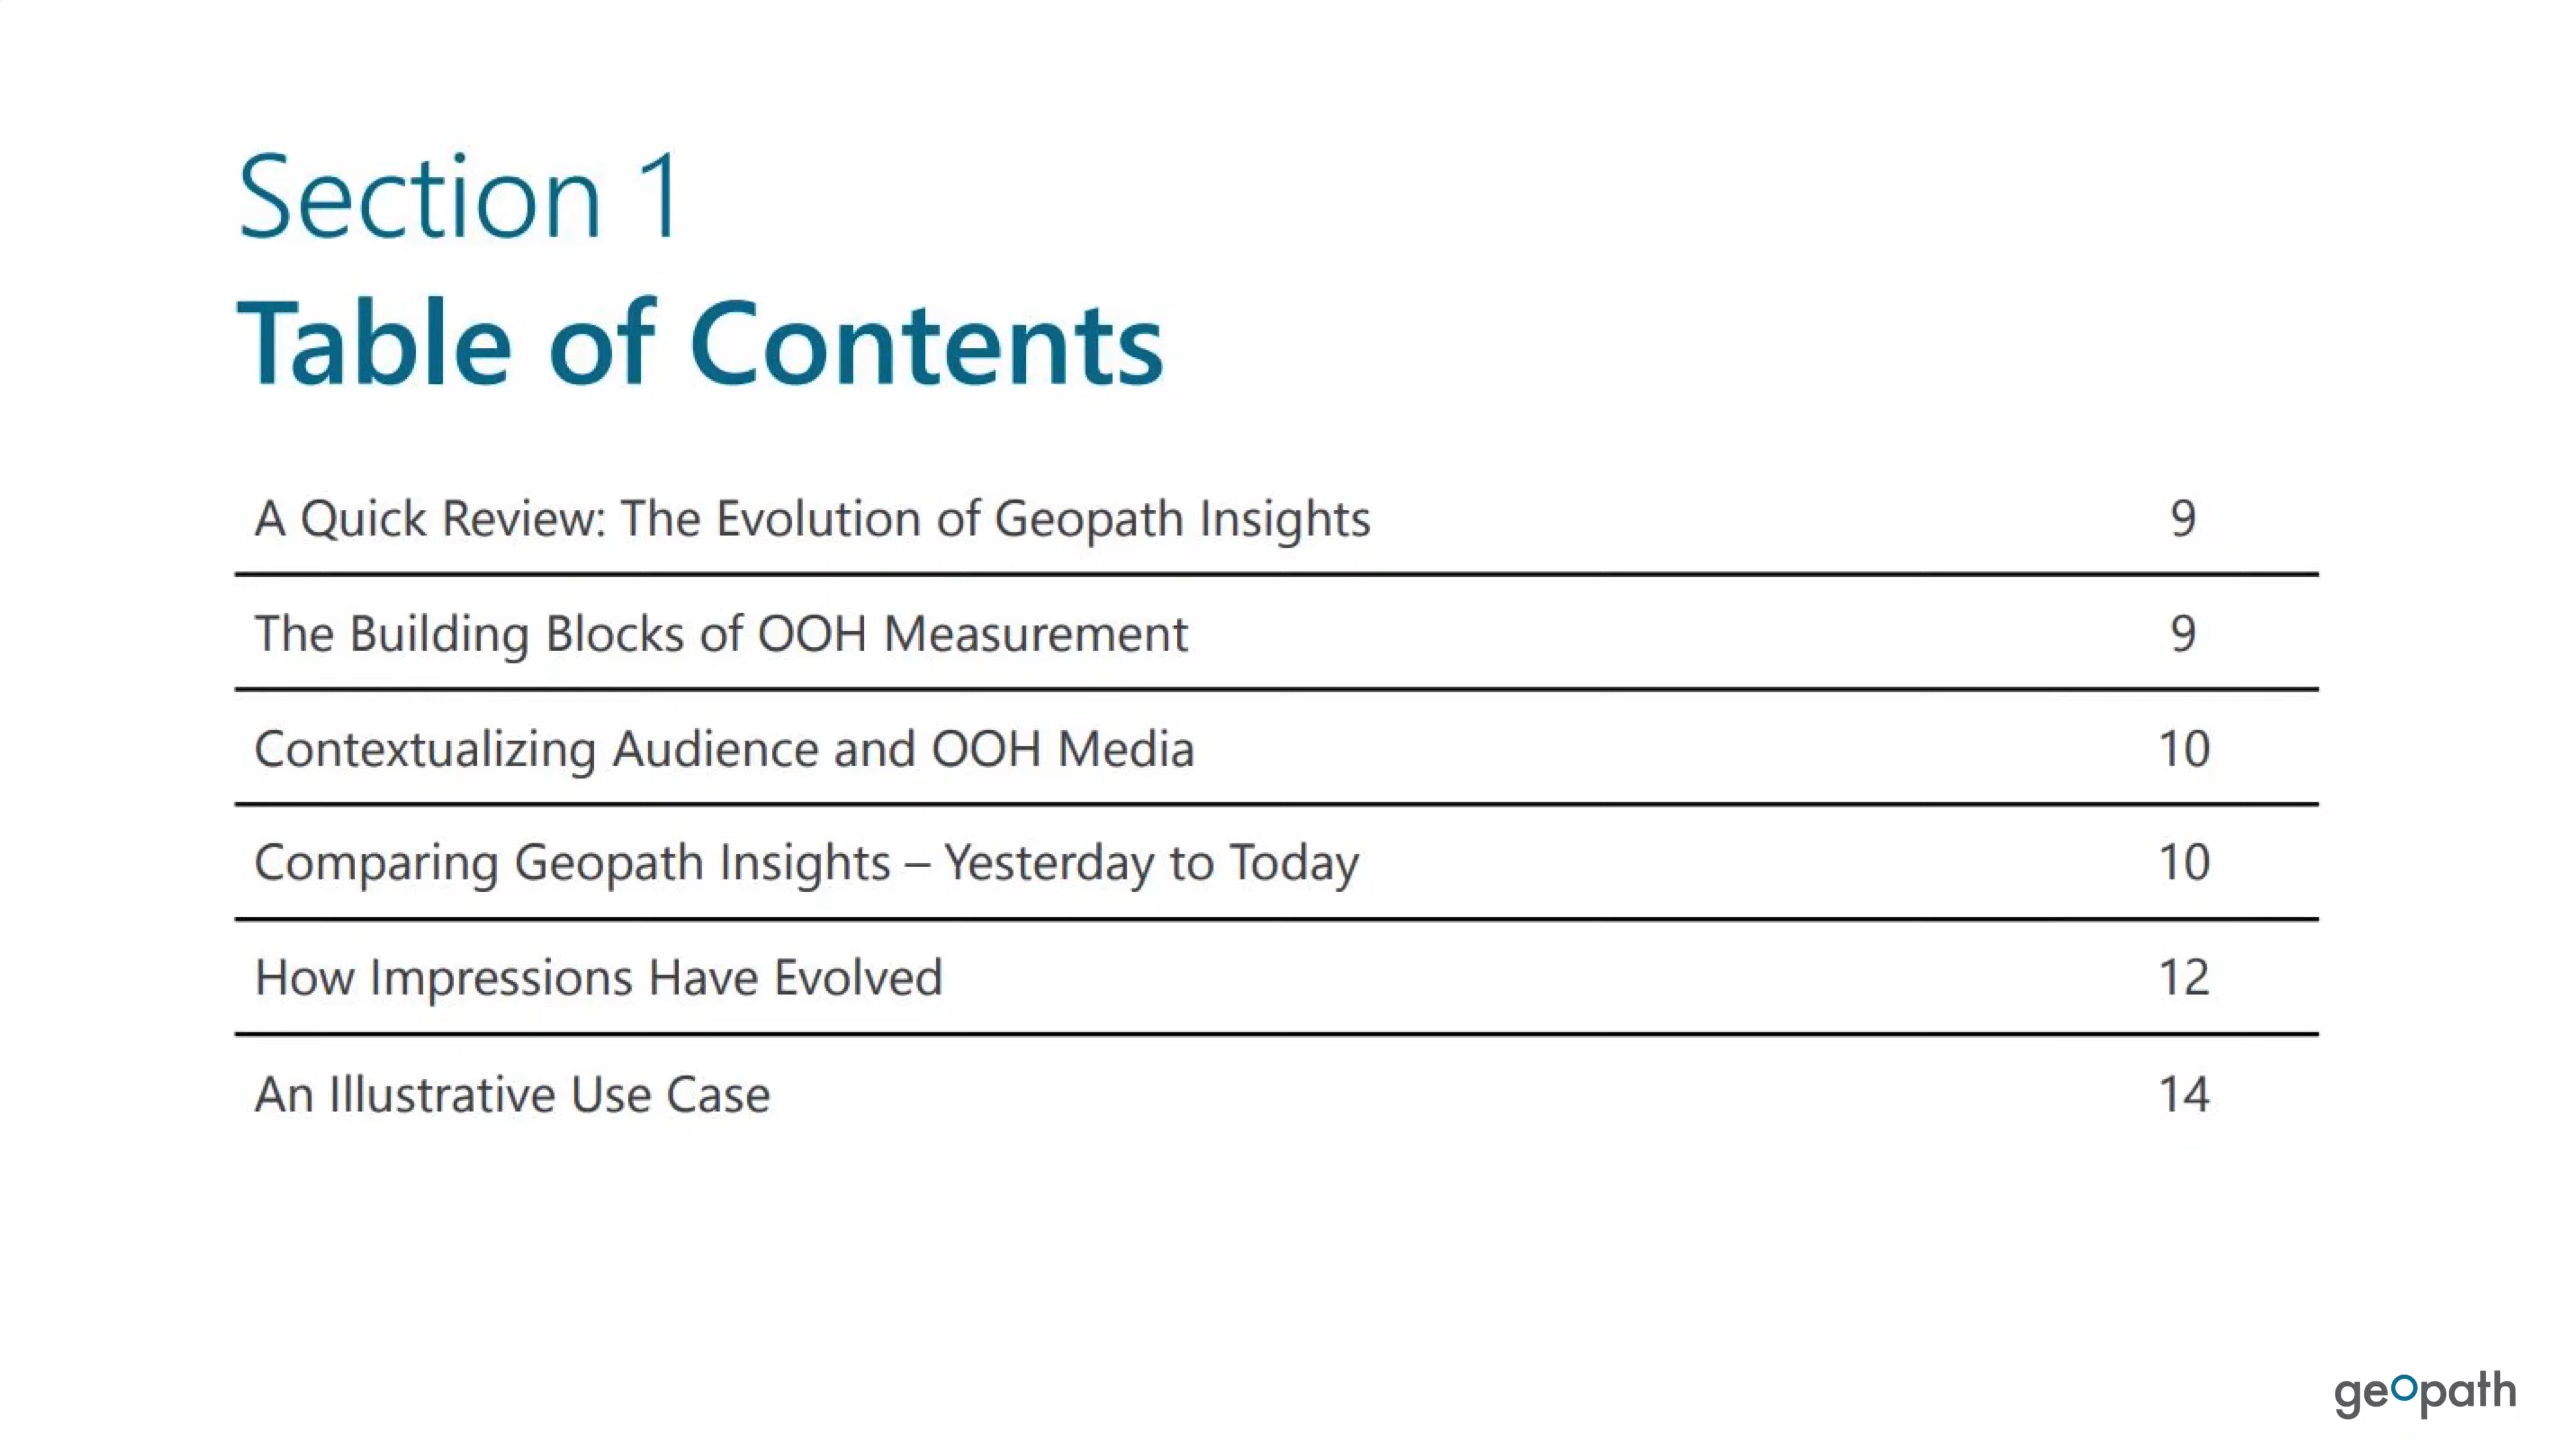 Section 1
Table of Contents
A Quick Review: The Evolution of Geopath Insights 9
The Building Blocks of OOH Measurement 9
Contextualizing Audience and OOH Media 10
Comparing Geopath Insights – Yesterday to Today 10
How Impressions Have Evolved 12
An Illustrative Use Case 14
geopath